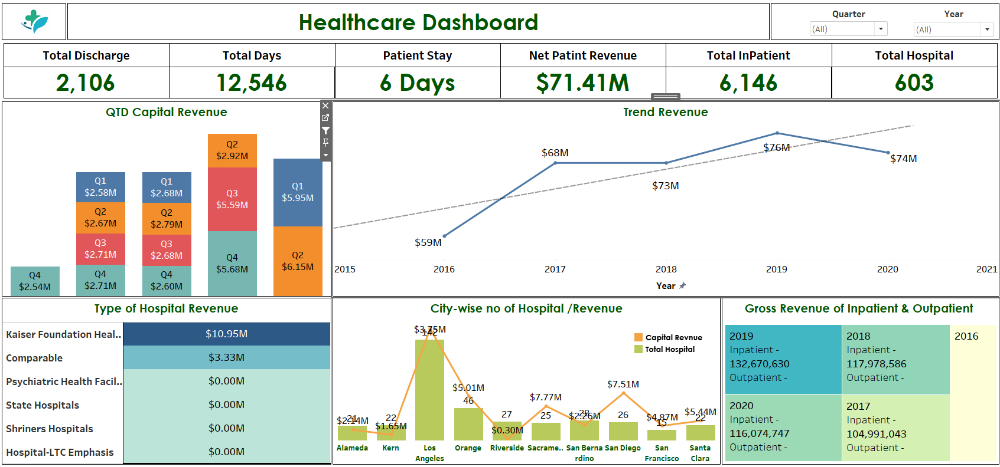 Healthcare Dashboard
Quarter
(All)
Year
(All)
Total Discharge
2,106
Total Days
12,546
Patient Stay
6 Days
Net Patint Revenue
$71.41M
Total InPatient
6,146
Total Hospital
603
QTD Capital Revenue
Q4
$2.54M
Q1
$2.58M
Q2
$2.67M
Q3
$2.71M
Q4
$2.71M
Q1
$2.68M
Q2
$2.79M
Q3
$2.68M
Q4
$2.60M
Q2
$2.92M
Q3
$5.59M
Q4
$5.68M
Q1
$5.95M
Q2
$6.15M
Trend Revenue
$59M
$68M
$73M
$76M
$74M
2015
2016
2017
2018
2019
2020
2021
Year
Type of Hospital Revenue
Kaiser Foundation Heal..
$10.95M
Comparable
$3.33M
Psychiatric Health Facil..
$0.00M
State Hospitals
$0.00M
Shriners Hospitals
$0.00M
Hospital-LTC Emphasis
$0.00M
City-wise no of Hospital /Revenue
Capital Revnue
Total Hospital
21
$2.14M
22
$1.65M
$3.75M
142
$5.01M
46
27
$0.30M
$7.77M
25
28
$2.26M
$7.51M
26
$4.87M
15
$5.44M
22
Alameda
Kern
Los
Angeles
Orange
Riverside
Sacrame..
San Berna
rdino
San Diego
San
Francisco
Santa
Clara
Gross Revenue of Inpatient & Outpatient
2019
Inpatient -
132,670,630
Outpatient -
2018
Inpatient -
117,978,586
Outpatient -
2016
2020
Inpatient -
116,074,747
Outpatient -
2017
Inpatient -
104,991,043
Outpatient -